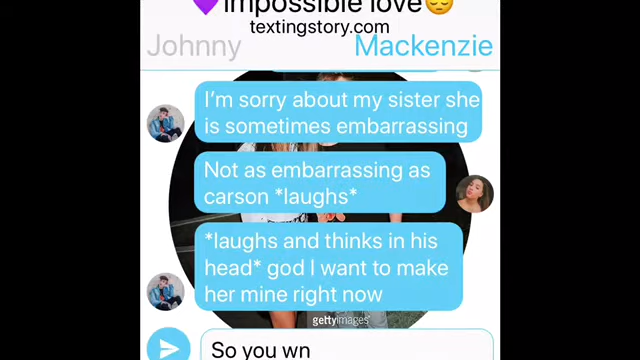 💜impossible love😔
textingstory.com
Johnny Mackenzie
I'm sorry about my sister she
is sometimes embarrassing
Not as embarrassing as
carson *laughs*
*laughs and thinks in his
head* god I want to make
her mine right now
gettyimages
So you wn